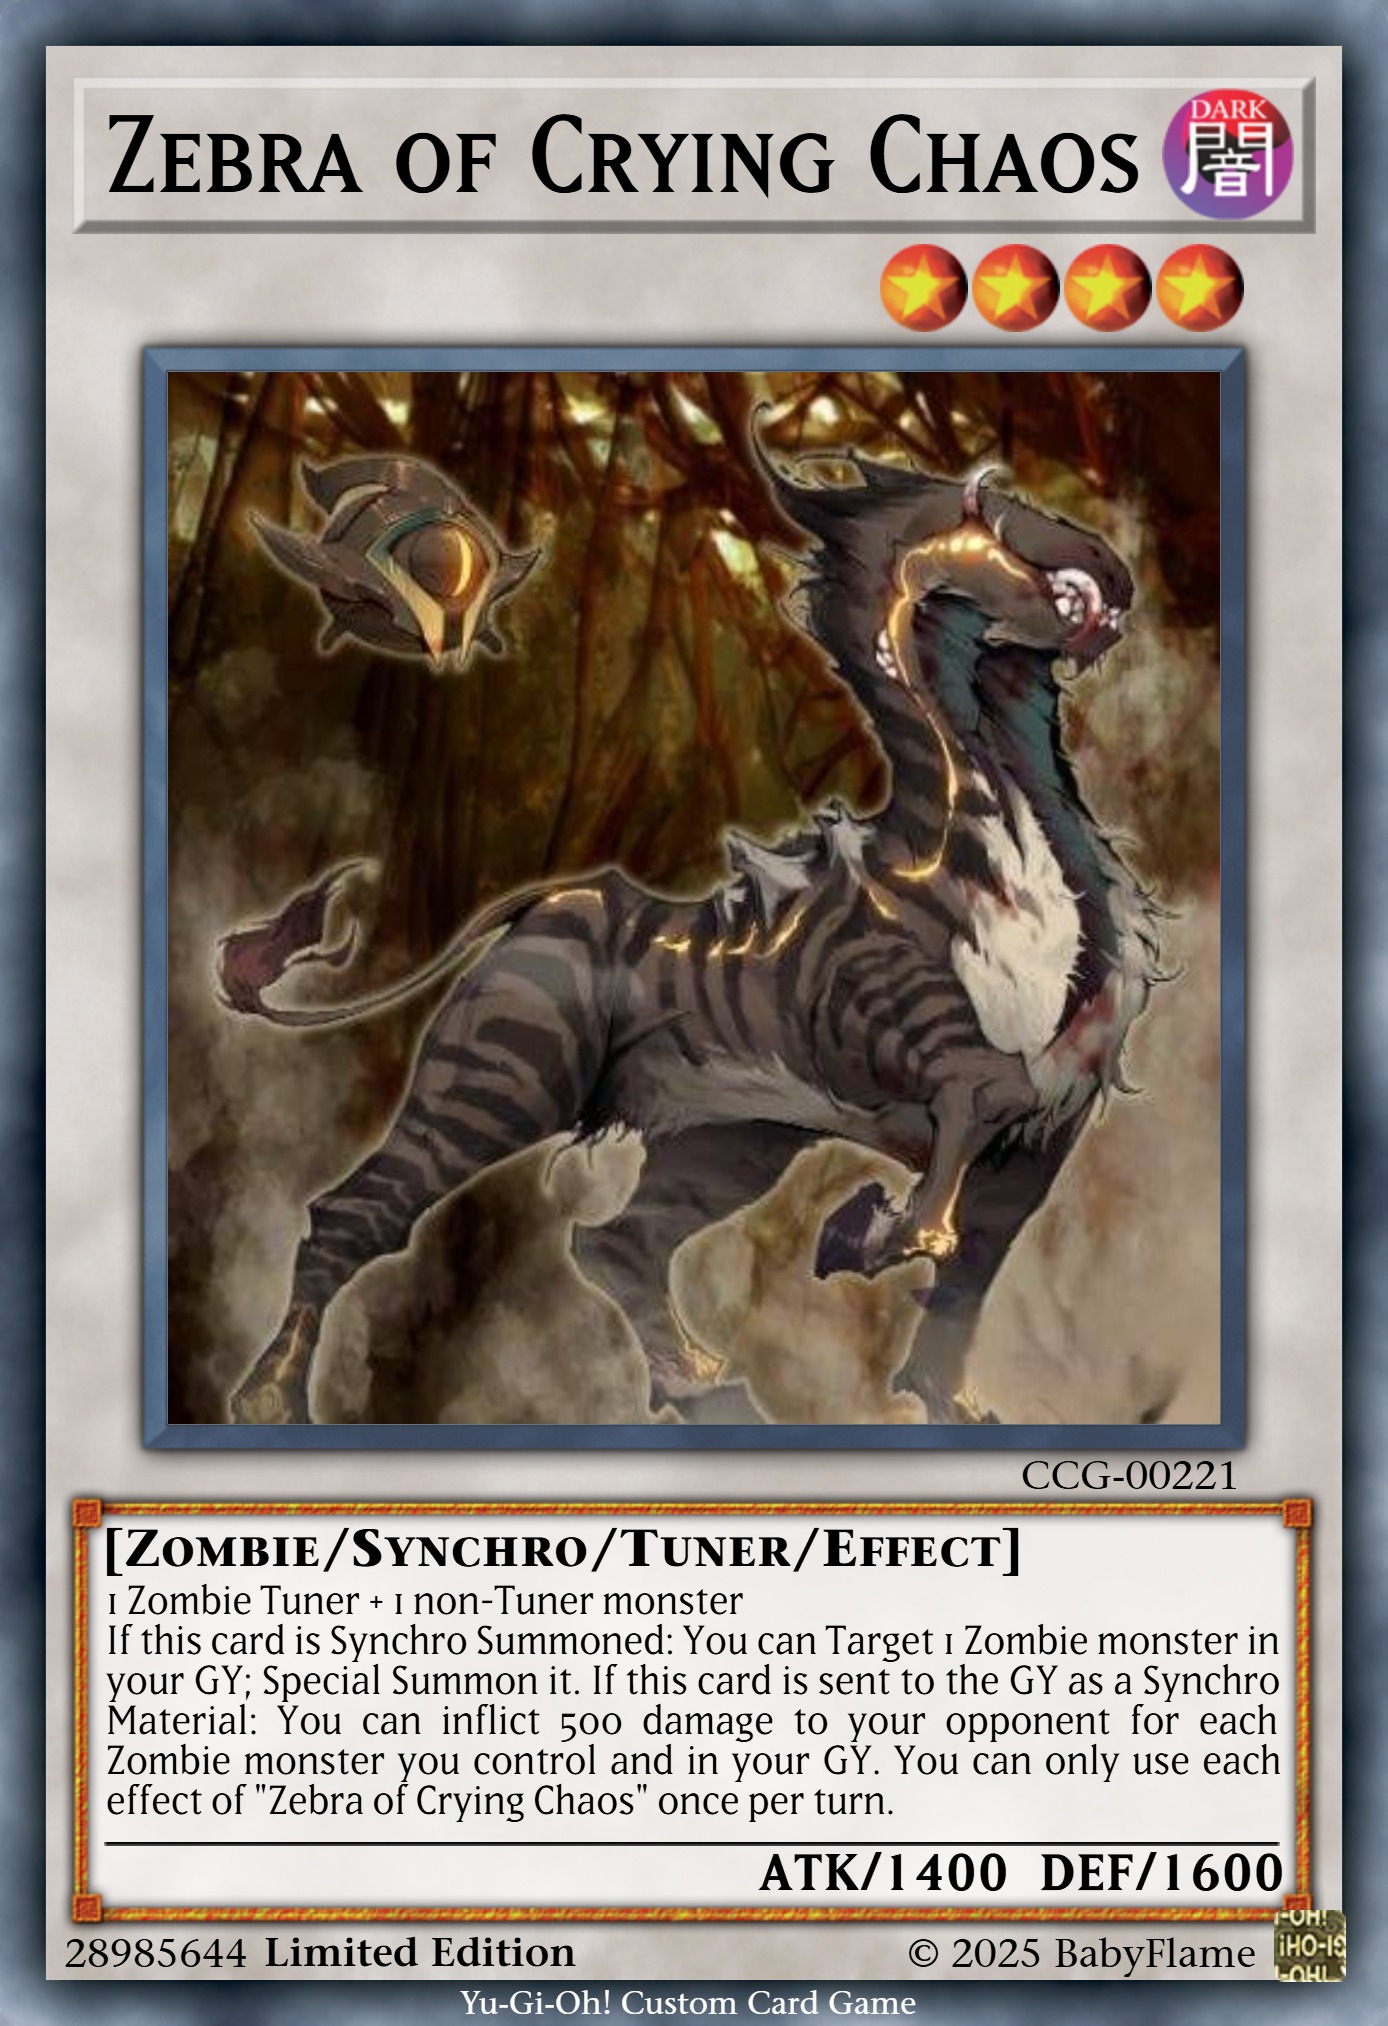 Zebra of Crying Chaos
DARK
闇
CCG-00221
[Zombie/Synchro/Tuner/Effect]
1 Zombie Tuner + 1 non-Tuner monster
If this card is Synchro Summoned: You can Target 1 Zombie monster in
your GY; Special Summon it. If this card is sent to the GY as a Synchro
Material: You can inflict 500 damage to your opponent for each
Zombie monster you control and in your GY. You can only use each
effect of "Zebra of Crying Chaos" once per turn.
ATK/1400 DEF/1600
28985644 Limited Edition
© 2025 BabyFlame
Yu-Gi-Oh! Custom Card Game